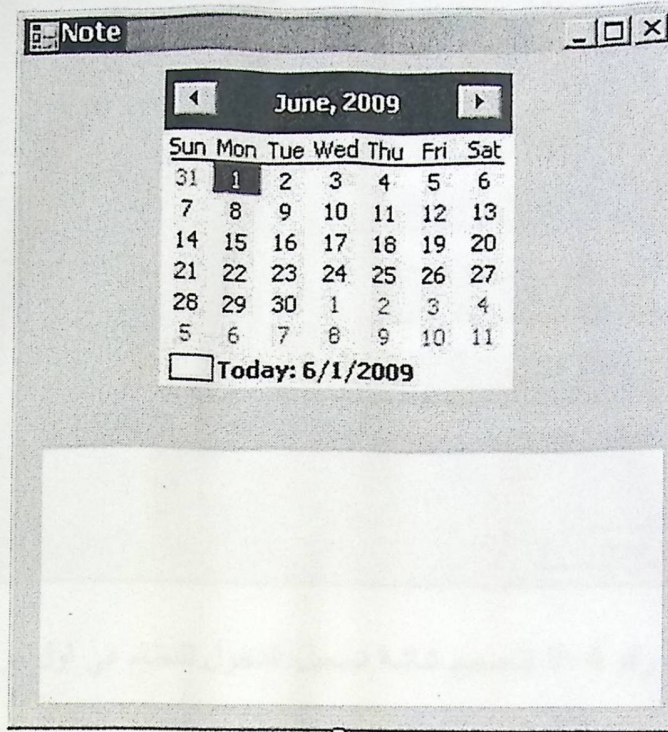 Note
June, 2009
Sun Mon Tue Wed Thu Fri Sat
31 1 2 3 4 5 6
7 8 9 10 11 12 13
14 15 16 17 18 19 20
21 22 23 24 25 26 27
28 29 30 1 2 3 4
5 6 7 8 9 10 11
Today: 6/1/2009